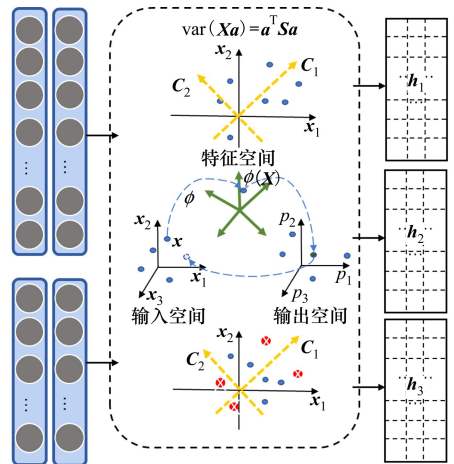 var(Xa)=aᵀSa
x₂
C₂
C₁
x₁
h₁
特征空间
ϕ
ϕ(X)
x₂
x
x₁
x₃
p₂
p₁
p₃
h₂
输入空间
输出空间
x₂
C₂
C₁
x₁
h₃
⋮
⋮
⋮
⋮